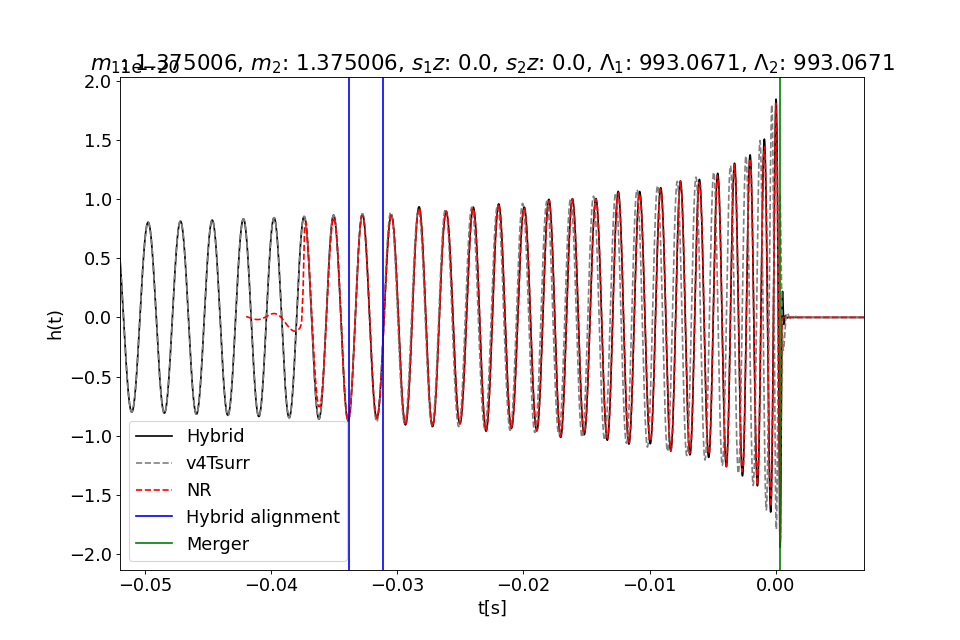 m₁: 1.375006, m₂: 1.375006, s₁z: 0.0, s₂z: 0.0, Λ₁: 993.0671, Λ₂: 993.0671
1e−20
2.0
1.5
1.0
0.5
0.0
−0.5
−1.0
−1.5
−2.0
h(t)
Hybrid
v4Tsurr
NR
Hybrid alignment
Merger
−0.05 −0.04 −0.03 −0.02 −0.01 0.00
t[s]